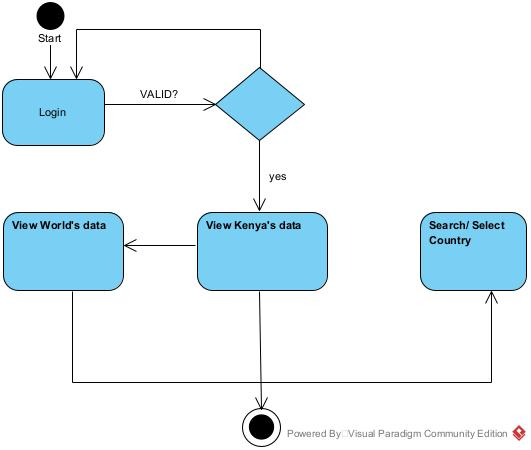 Start
VALID?
Login
yes
View World's data
View Kenya's data
Search/ Select
Country
Powered By Visual Paradigm Community Edition